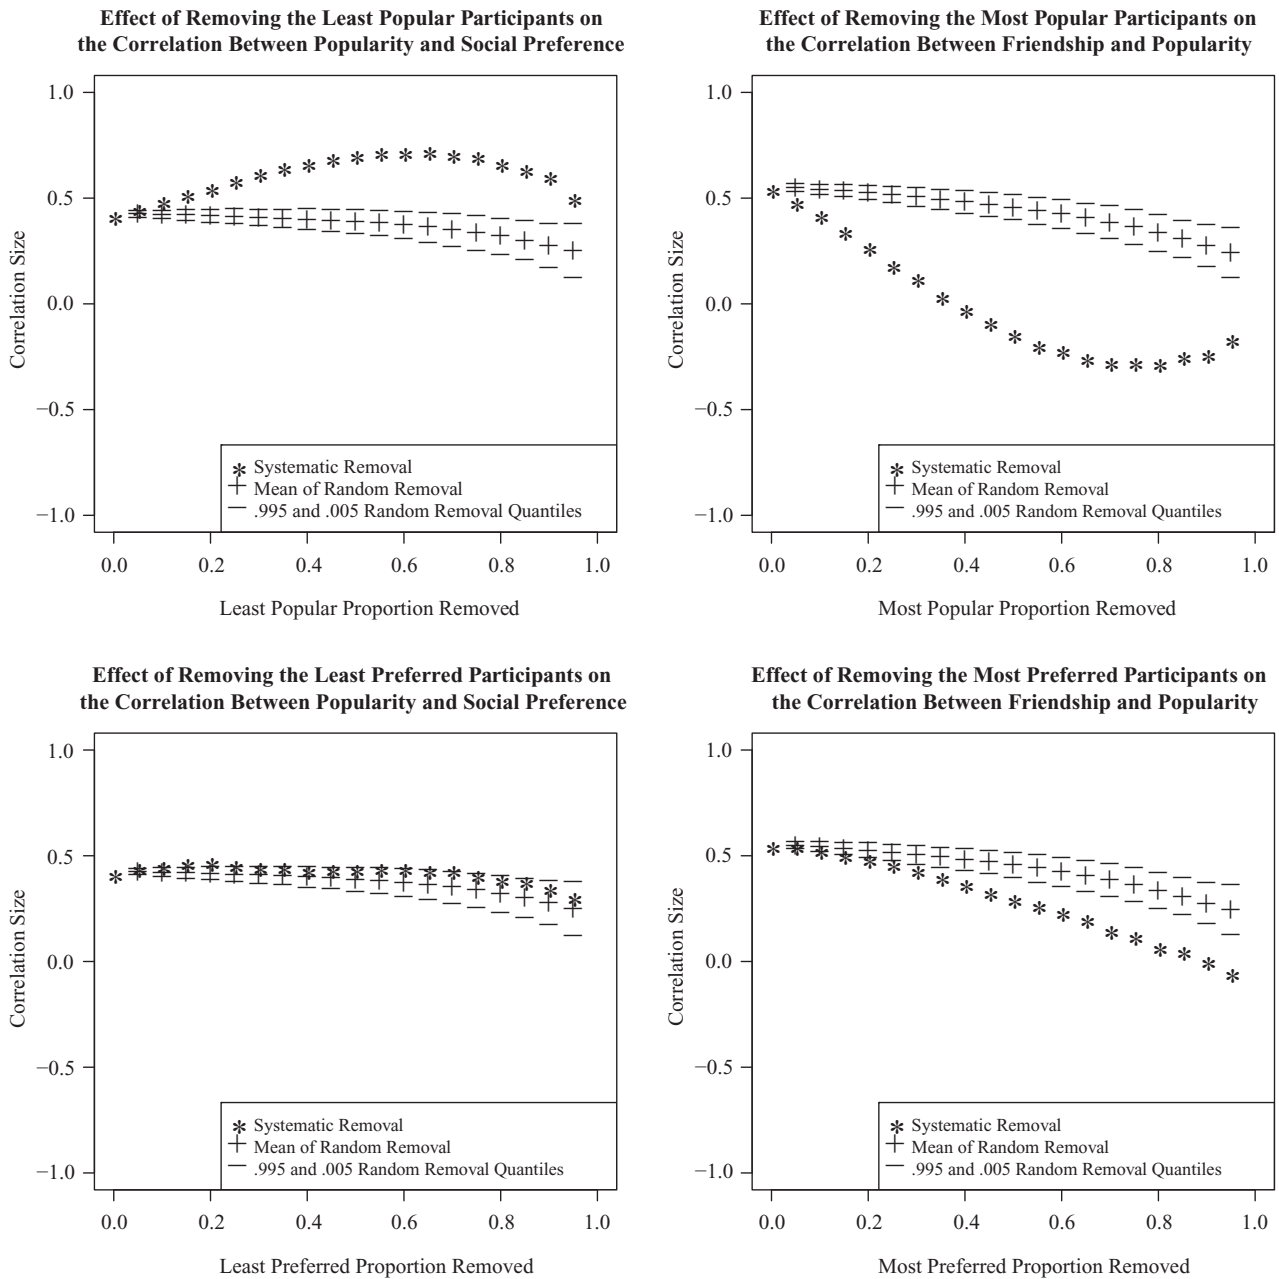 Effect of Removing the Least Popular Participants on
the Correlation Between Popularity and Social Preference
1.0
0.5
0.0
−0.5
−1.0
Correlation Size
* Systematic Removal
+ Mean of Random Removal
— .995 and .005 Random Removal Quantiles
0.0 0.2 0.4 0.6 0.8 1.0
Least Popular Proportion Removed
Effect of Removing the Most Popular Participants on
the Correlation Between Friendship and Popularity
1.0
0.5
0.0
−0.5
−1.0
Correlation Size
* Systematic Removal
+ Mean of Random Removal
— .995 and .005 Random Removal Quantiles
0.0 0.2 0.4 0.6 0.8 1.0
Most Popular Proportion Removed
Effect of Removing the Least Preferred Participants on
the Correlation Between Popularity and Social Preference
1.0
0.5
0.0
−0.5
−1.0
Correlation Size
* Systematic Removal
+ Mean of Random Removal
— .995 and .005 Random Removal Quantiles
0.0 0.2 0.4 0.6 0.8 1.0
Least Preferred Proportion Removed
Effect of Removing the Most Preferred Participants on
the Correlation Between Friendship and Popularity
1.0
0.5
0.0
−0.5
−1.0
Correlation Size
* Systematic Removal
+ Mean of Random Removal
— .995 and .005 Random Removal Quantiles
0.0 0.2 0.4 0.6 0.8 1.0
Most Preferred Proportion Removed